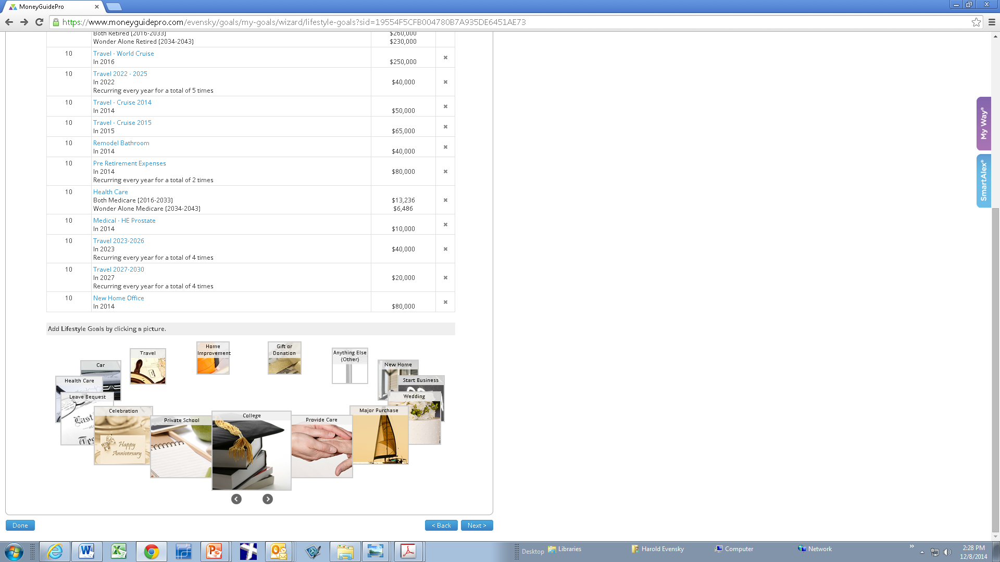 MoneyGuidePro
https://www.moneyguidepro.com/evensky/goals/my-goals/wizard/lifestyle-goals?sid=19554F5CFB004780B7A935DE6451AE73
Both Retired (2016-2033) $260,000
Wonder Alone Retired (2034-2043) $230,000
10 Travel - World Cruise
In 2016 $250,000
10 Travel 2022 - 2025
In 2022 $40,000
Recurring every year for a total of 5 times
10 Travel - Cruise 2014
In 2014 $50,000
10 Travel - Cruise 2015
In 2015 $65,000
10 Remodel Bathroom
In 2014 $40,000
10 Pre Retirement Expenses
In 2014 $80,000
Recurring every year for a total of 2 times
10 Health Care
Both Medicare (2016-2033) $13,236
Wonder Alone Medicare (2034-2043) $6,486
10 Medical - HE Prostate
In 2014 $10,000
10 Travel 2023-2026
In 2023 $40,000
Recurring every year for a total of 4 times
10 Travel 2027-2030
In 2027 $20,000
Recurring every year for a total of 4 times
10 New Home Office
In 2014 $80,000
My Way®
SmartAlex®
Add Lifestyle Goals by clicking a picture.
Travel
Home
Improvement
Gift or
Donation
Anything Else
(Other)
Car
New Home
Health Care
Start Business
Leave Bequest
Wedding
Celebration
Private School
College
Provide Care
Major Purchase
Last
Tes
Happy
Anniversary
Done
< Back
Next >
Desktop
Libraries
Harold Evensky
Computer
Network
2:28 PM
12/8/2014